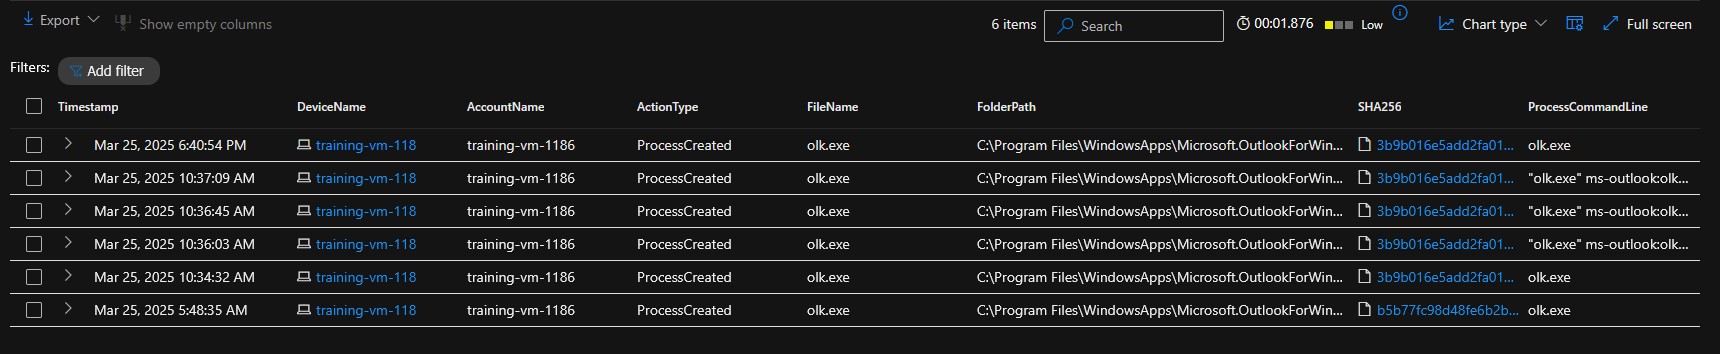 Export Show empty columns 6 items Search 00:01.876 Low Chart type Full screen
Filters: Add filter
Timestamp DeviceName AccountName ActionType FileName FolderPath SHA256 ProcessCommandLine
Mar 25, 2025 6:40:54 PM training-vm-118 training-vm-1186 ProcessCreated olk.exe C:\Program Files\WindowsApps\Microsoft.OutlookForWin... 3b9b016e5add2fa01... olk.exe
Mar 25, 2025 10:37:09 AM training-vm-118 training-vm-1186 ProcessCreated olk.exe C:\Program Files\WindowsApps\Microsoft.OutlookForWin... 3b9b016e5add2fa01... "olk.exe" ms-outlook:olk...
Mar 25, 2025 10:36:45 AM training-vm-118 training-vm-1186 ProcessCreated olk.exe C:\Program Files\WindowsApps\Microsoft.OutlookForWin... 3b9b016e5add2fa01... "olk.exe" ms-outlook:olk...
Mar 25, 2025 10:36:03 AM training-vm-118 training-vm-1186 ProcessCreated olk.exe C:\Program Files\WindowsApps\Microsoft.OutlookForWin... 3b9b016e5add2fa01... "olk.exe" ms-outlook:olk...
Mar 25, 2025 10:34:32 AM training-vm-118 training-vm-1186 ProcessCreated olk.exe C:\Program Files\WindowsApps\Microsoft.OutlookForWin... 3b9b016e5add2fa01... olk.exe
Mar 25, 2025 5:48:35 AM training-vm-118 training-vm-1186 ProcessCreated olk.exe C:\Program Files\WindowsApps\Microsoft.OutlookForWin... b5b77fc98d48fe6b2b... olk.exe